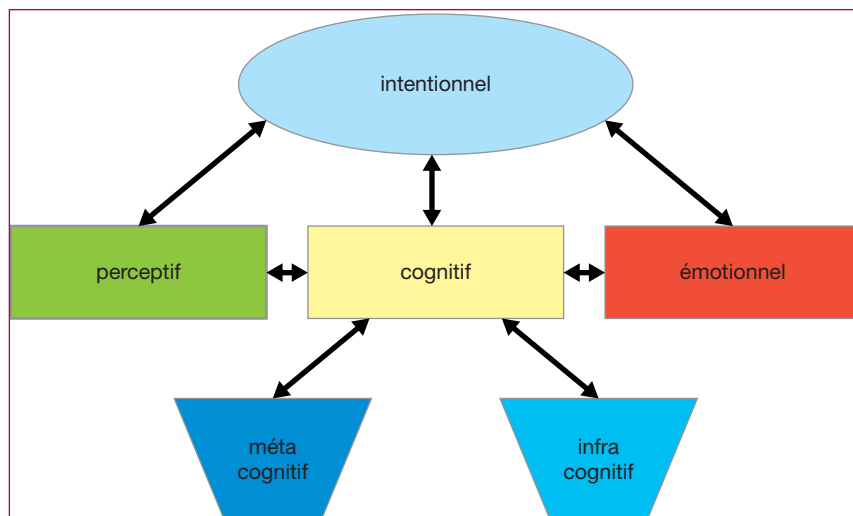 intentionnel
perceptif
cognitif
émotionnel
méta
cognitif
infra
cognitif